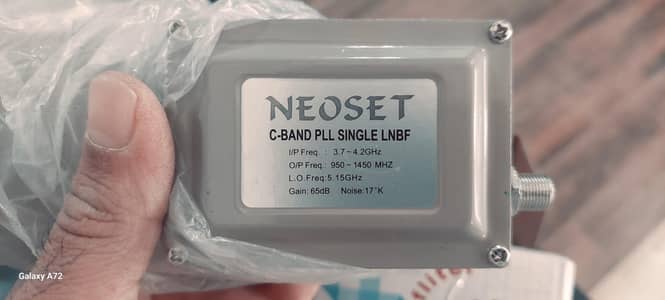 NEOSET
C-BAND PLL SINGLE LNBF
I/P Freq. : 3.7~4.2GHz
O/P Freq.: 950~1450 MHZ
L.O.Freq:5.15GHz
Gain: 65dB Noise:17°K
Galaxy A72